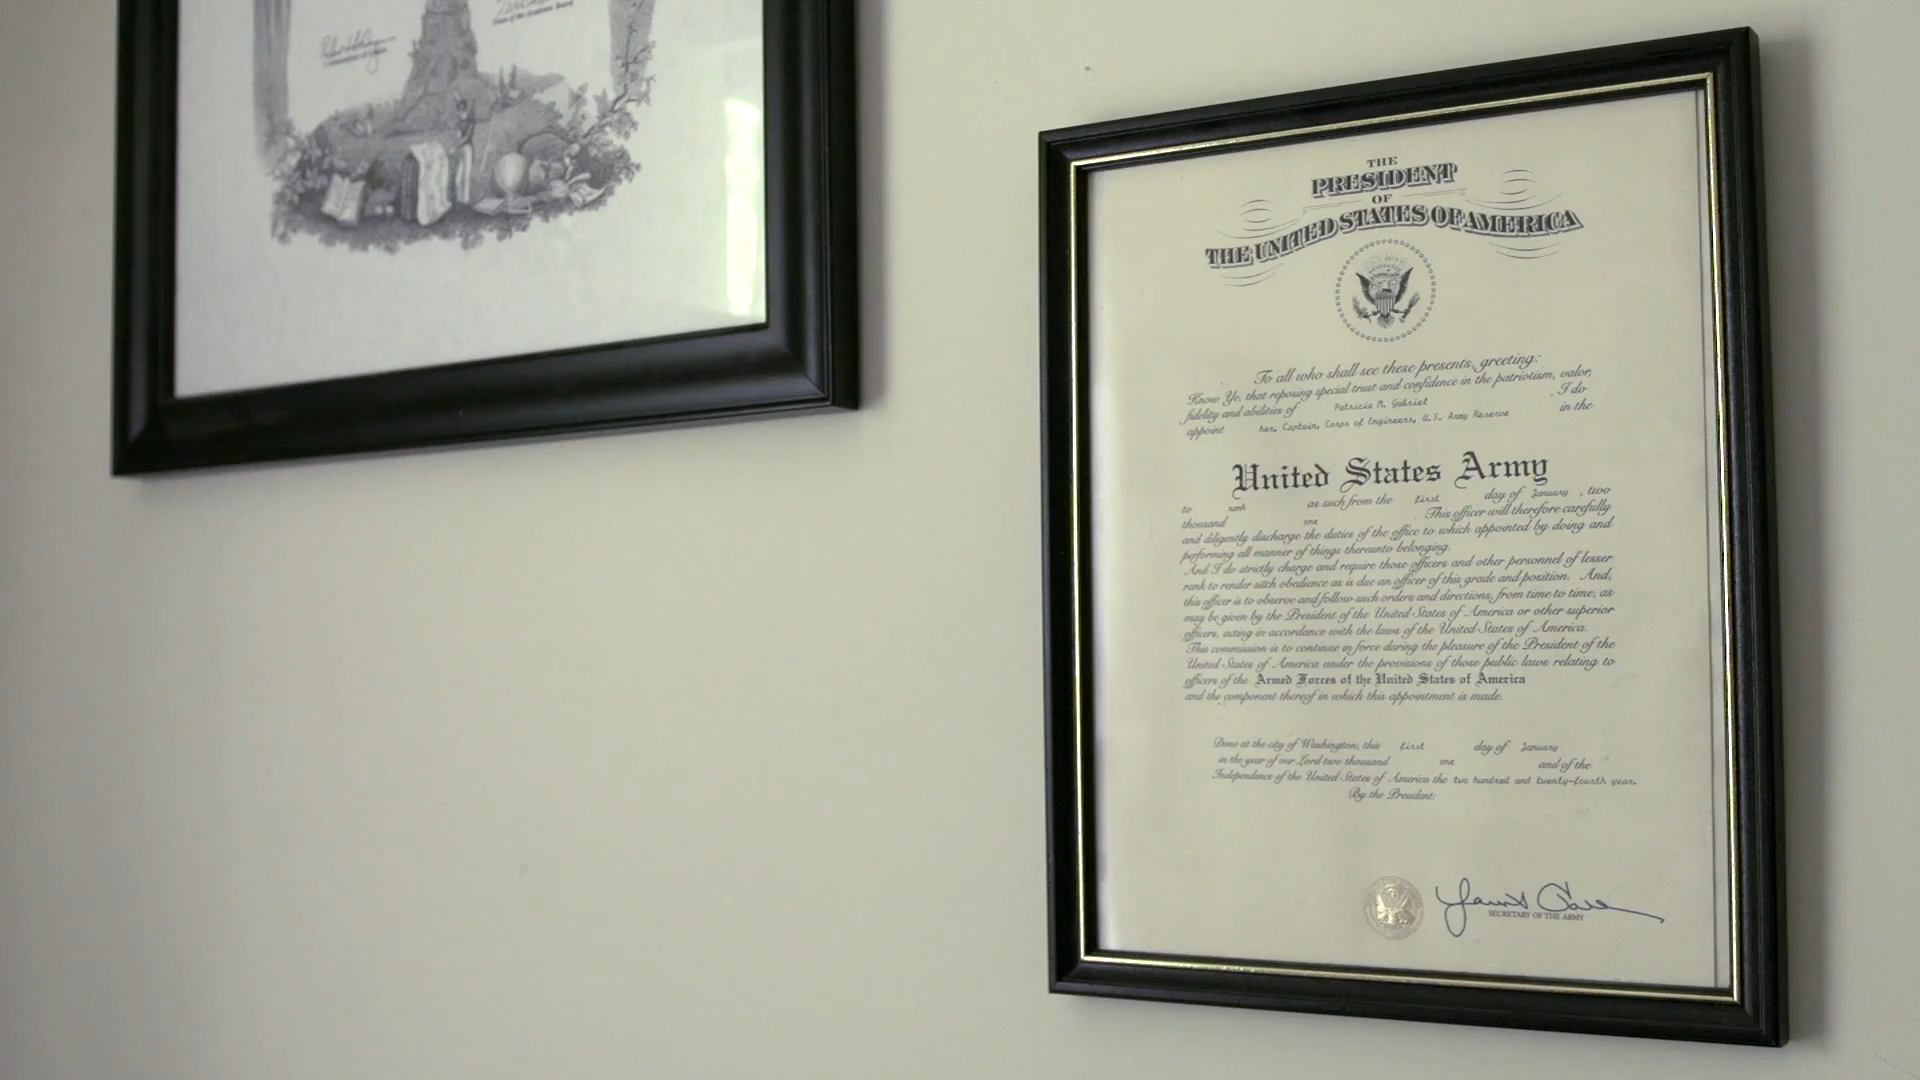 Dean of the Academic Board
THE
PRESIDENT
OF
THE UNITED STATES OF AMERICA
To all who shall see these presents, greeting:
Know Ye, that reposing special trust and confidence in the patriotism, valor,
fidelity and abilities of Patricia M. Gabriel , I do
appoint her, Captain, Corps of Engineers, U.S. Army Reserve in the
United States Army
to rank as such from the first day of January , two
thousand one . This officer will therefore carefully
and diligently discharge the duties of the office to which appointed by doing and
performing all manner of things thereunto belonging.
And I do strictly charge and require those officers and other personnel of lesser
rank to render such obedience as is due an officer of this grade and position. And,
this officer is to observe and follow such orders and directions, from time to time, as
may be given by the President of the United States of America or other superior
officers, acting in accordance with the laws of the United States of America.
This commission is to continue in force during the pleasure of the President of the
United States of America under the provisions of those public laws relating to
officers of the Armed Forces of the United States of America
and the component thereof in which this appointment is made.
Done at the city of Washington, this first day of January
in the year of our Lord two thousand one and of the
Independence of the United States of America the two hundred and twenty-fourth year.
By the President:
SECRETARY OF THE ARMY